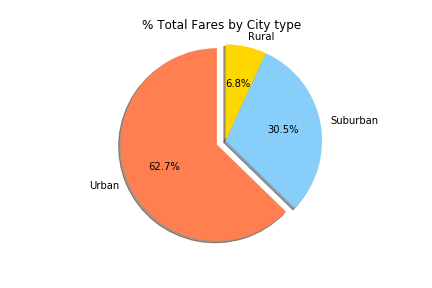 % Total Fares by City type
Rural
6.8%
Suburban
30.5%
62.7%
Urban